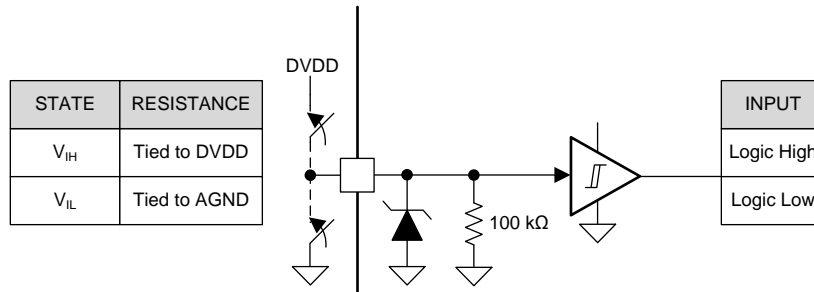 DVDD
STATE RESISTANCE
V_IH Tied to DVDD
V_IL Tied to AGND
100 kΩ
INPUT
Logic High
Logic Low